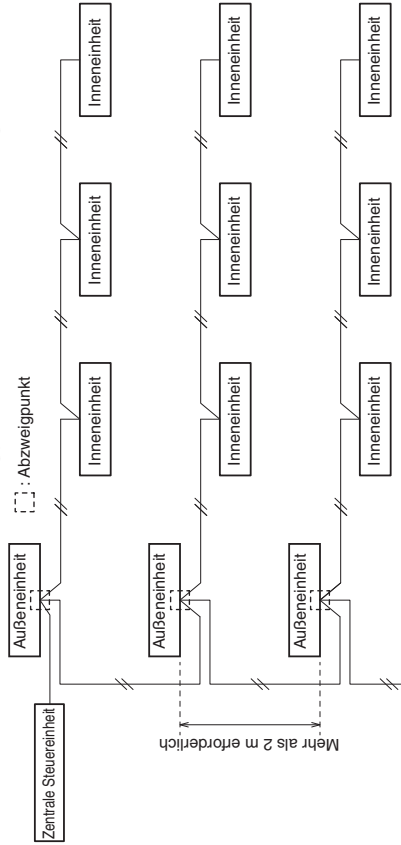 : Abzweigpunkt
Zentrale Steuereinheit
Außeneinheit
Inneneinheit
Inneneinheit
Inneneinheit
Außeneinheit
Inneneinheit
Inneneinheit
Inneneinheit
Mehr als 2 m erforderlich
Außeneinheit
Inneneinheit
Inneneinheit
Inneneinheit